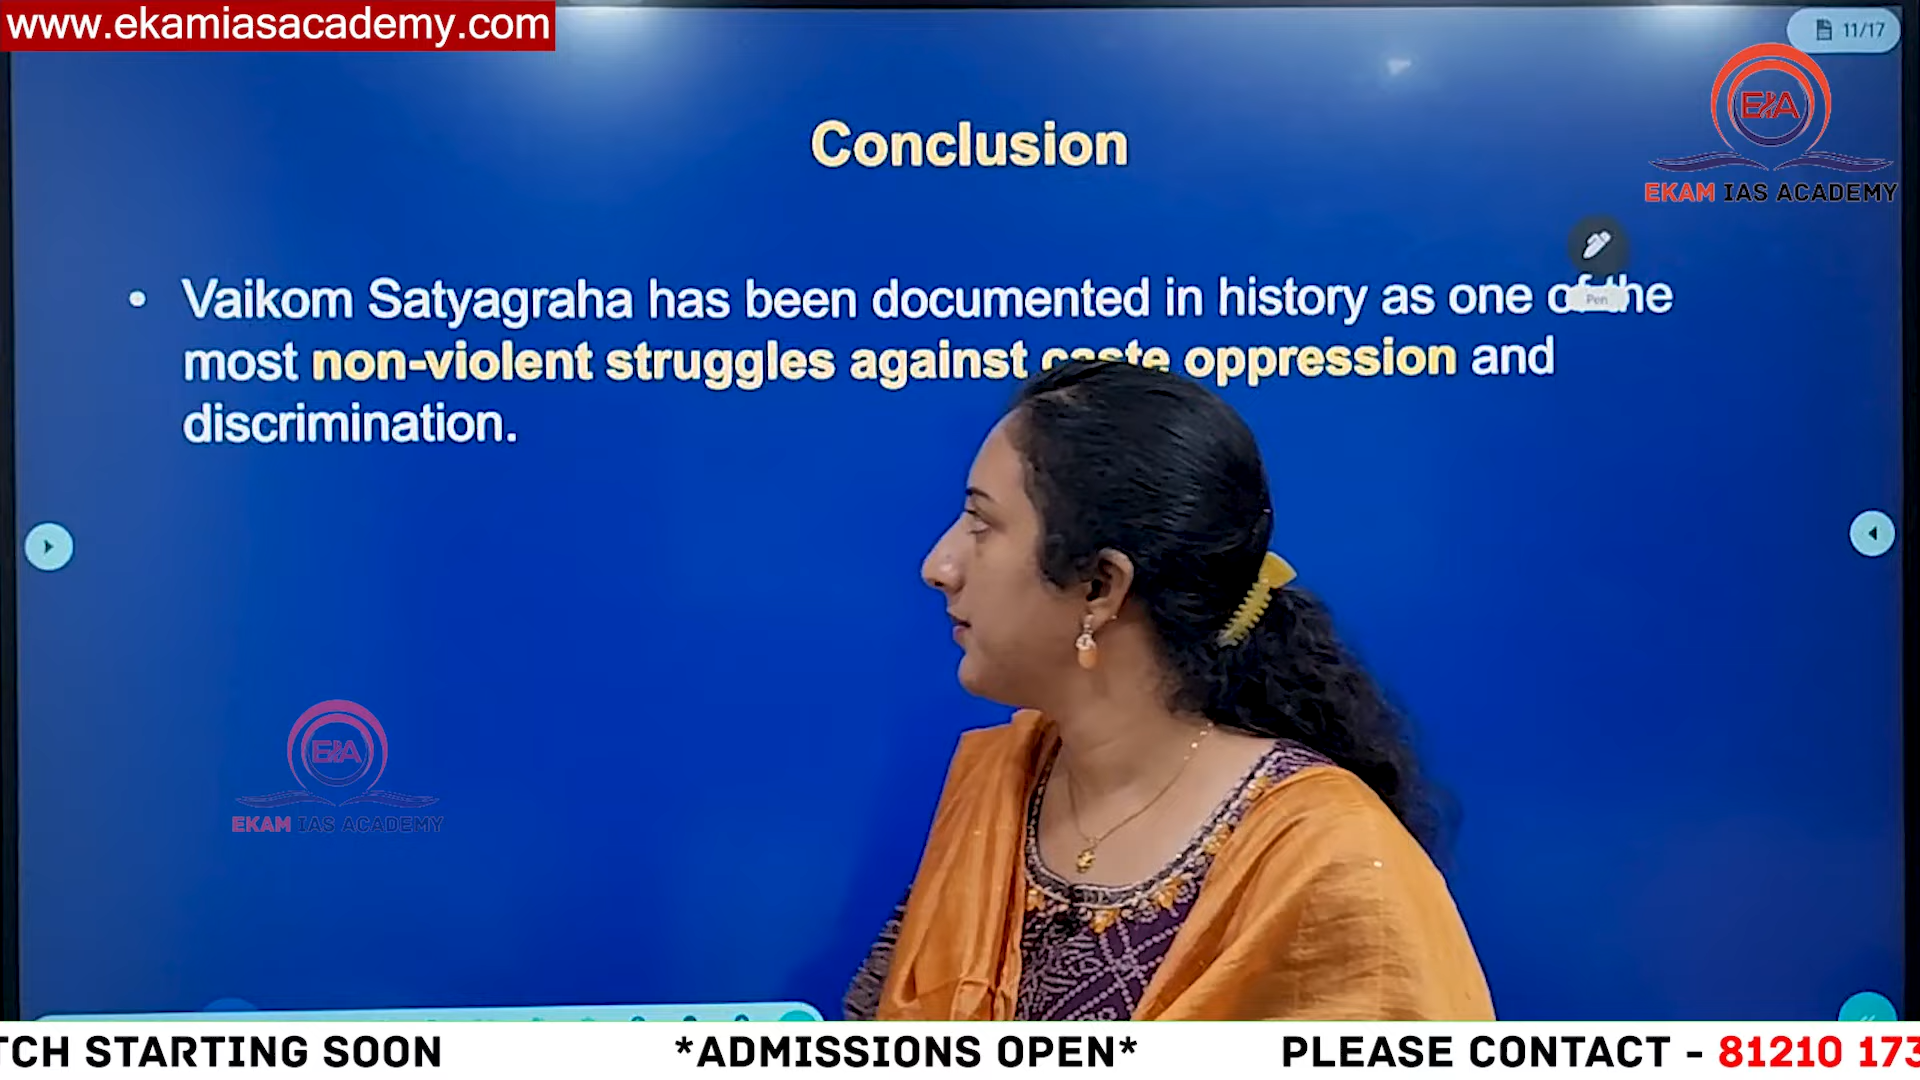 www.ekamiasacademy.com
11/17
EIA
EKAM IAS ACADEMY
Conclusion
Pen
• Vaikom Satyagraha has been documented in history as one of the
most non-violent struggles against caste oppression and
discrimination.
EIA
EKAM IAS ACADEMY
TCH STARTING SOON
*ADMISSIONS OPEN*
PLEASE CONTACT - 81210 173